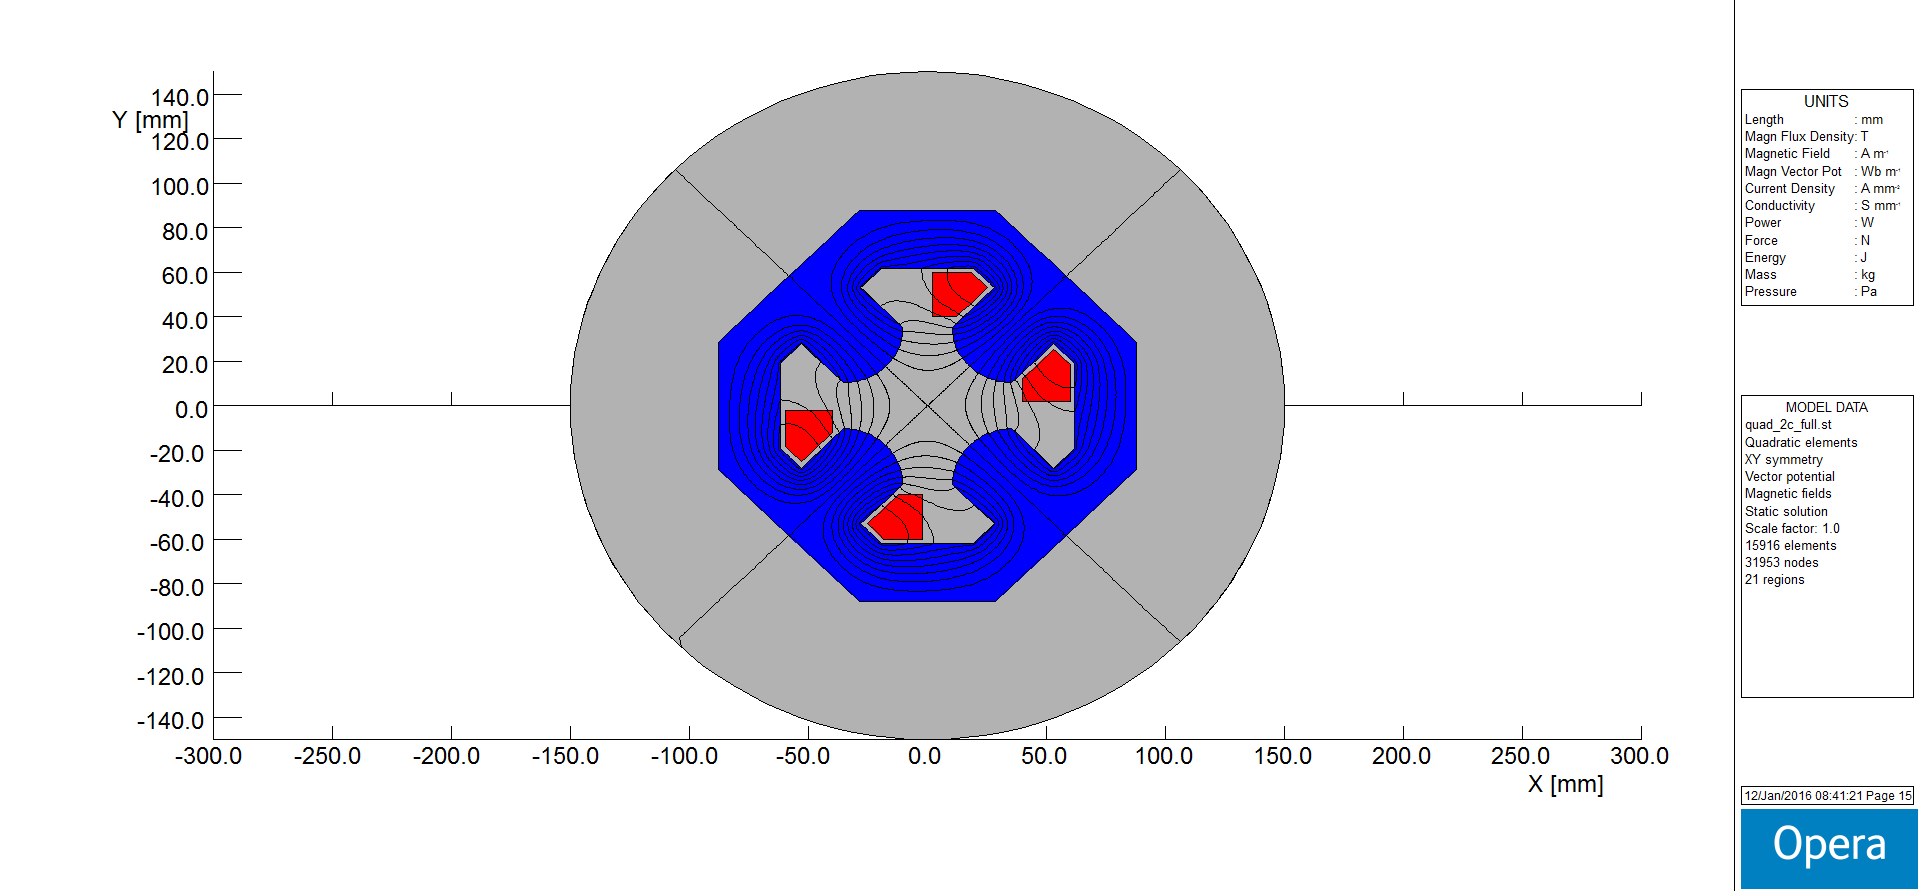 140.0
Y [mm]
120.0
100.0
80.0
60.0
40.0
20.0
0.0
-20.0
-40.0
-60.0
-80.0
-100.0
-120.0
-140.0
-300.0 -250.0 -200.0 -150.0 -100.0 -50.0 0.0 50.0 100.0 150.0 200.0 250.0 300.0
X [mm]
UNITS
Length : mm
Magn Flux Density: T
Magnetic Field : A m⁻¹
Magn Vector Pot : Wb m⁻¹
Current Density : A mm⁻²
Conductivity : S mm⁻¹
Power : W
Force : N
Energy : J
Mass : kg
Pressure : Pa
MODEL DATA
quad_2c_full.st
Quadratic elements
XY symmetry
Vector potential
Magnetic fields
Static solution
Scale factor: 1.0
15916 elements
31953 nodes
21 regions
12/Jan/2016 08:41:21 Page 15
Opera